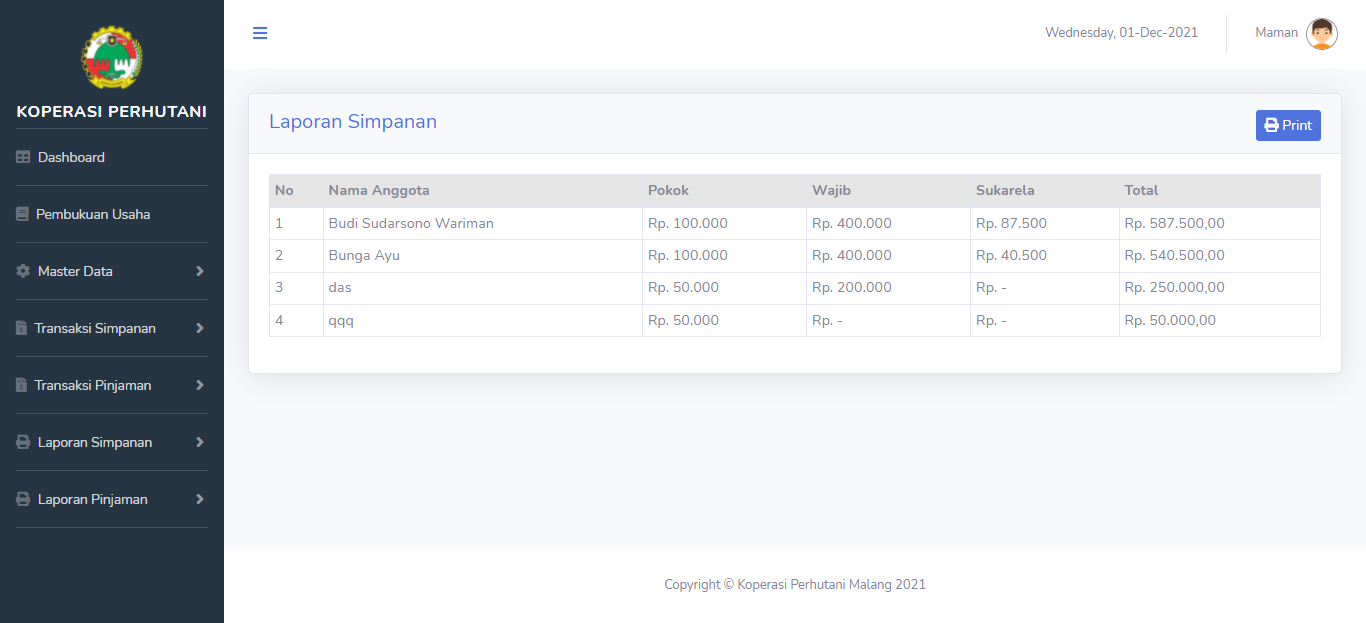 KOPERASI PERHUTANI
Dashboard
Pembukuan Usaha
Master Data
Transaksi Simpanan
Transaksi Pinjaman
Laporan Simpanan
Laporan Pinjaman
Wednesday, 01-Dec-2021 Maman
Laporan Simpanan Print
No Nama Anggota Pokok Wajib Sukarela Total
1 Budi Sudarsono Wariman Rp. 100.000 Rp. 400.000 Rp. 87.500 Rp. 587.500,00
2 Bunga Ayu Rp. 100.000 Rp. 400.000 Rp. 40.500 Rp. 540.500,00
3 das Rp. 50.000 Rp. 200.000 Rp. - Rp. 250.000,00
4 qqq Rp. 50.000 Rp. - Rp. - Rp. 50.000,00
Copyright © Koperasi Perhutani Malang 2021